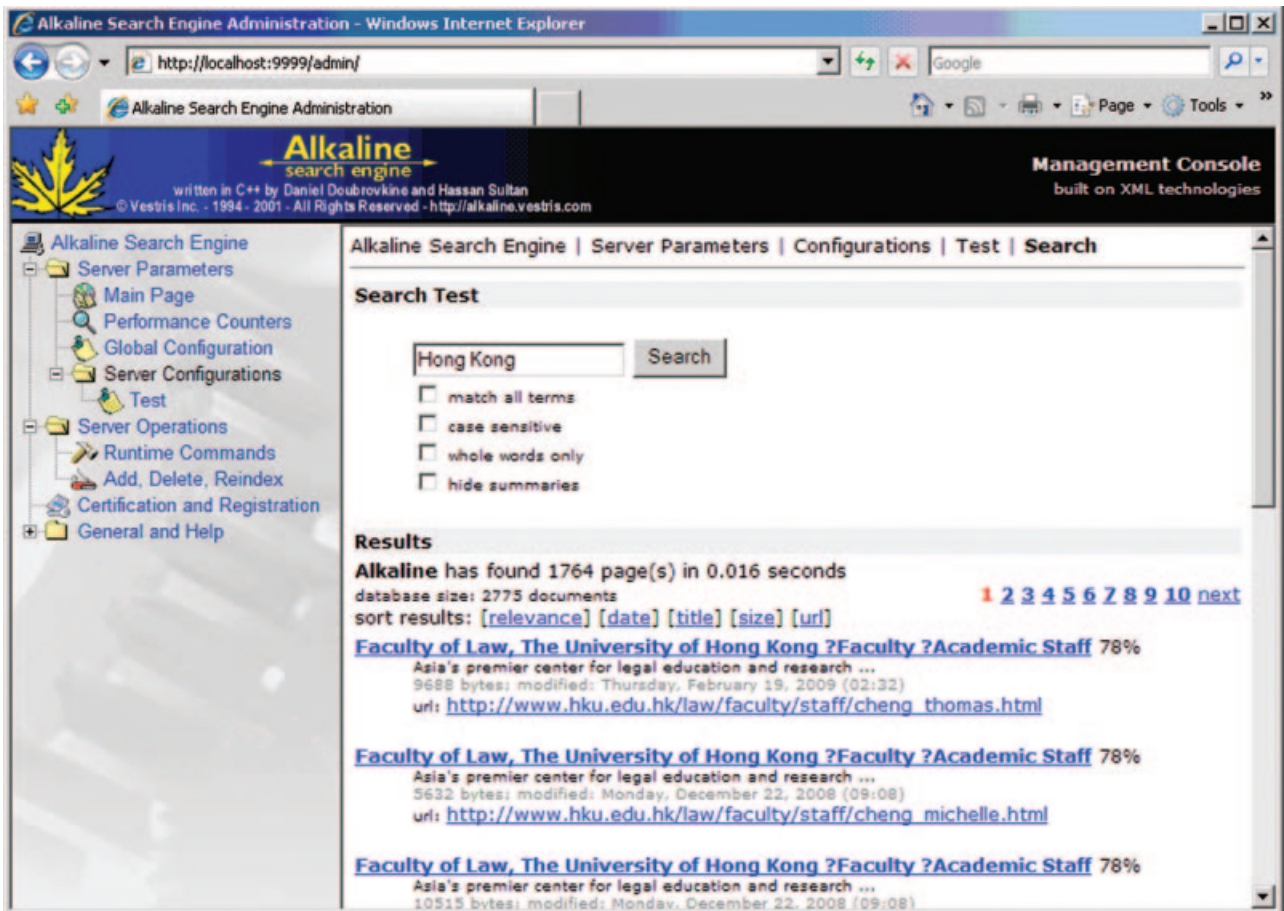 Alkaline Search Engine Administration - Windows Internet Explorer
http://localhost:9999/admin/
Google
Alkaline Search Engine Administration
Page
Tools
Alkaline
search engine
written in C++ by Daniel Doubrovkine and Hassan Sultan
© Vestris Inc. - 1994 - 2001 - All Rights Reserved - http://alkaline.vestris.com
Management Console
built on XML technologies
Alkaline Search Engine
Server Parameters
Main Page
Performance Counters
Global Configuration
Server Configurations
Test
Server Operations
Runtime Commands
Add, Delete, Reindex
Certification and Registration
General and Help
Alkaline Search Engine | Server Parameters | Configurations | Test | Search
Search Test
Hong Kong
Search
match all terms
case sensitive
whole words only
hide summaries
Results
Alkaline has found 1764 page(s) in 0.016 seconds
database size: 2775 documents
1 2 3 4 5 6 7 8 9 10 next
sort results: [relevance] [date] [title] [size] [url]
Faculty of Law, The University of Hong Kong ?Faculty ?Academic Staff 78%
Asia's premier center for legal education and research ...
9688 bytes; modified: Thursday, February 19, 2009 (02:32)
url: http://www.hku.edu.hk/law/faculty/staff/cheng_thomas.html
Faculty of Law, The University of Hong Kong ?Faculty ?Academic Staff 78%
Asia's premier center for legal education and research ...
5632 bytes; modified: Monday, December 22, 2008 (09:08)
url: http://www.hku.edu.hk/law/faculty/staff/cheng_michelle.html
Faculty of Law, The University of Hong Kong ?Faculty ?Academic Staff 78%
Asia's premier center for legal education and research ...
10515 bytes; modified: Monday, December 22, 2008 (09:08)